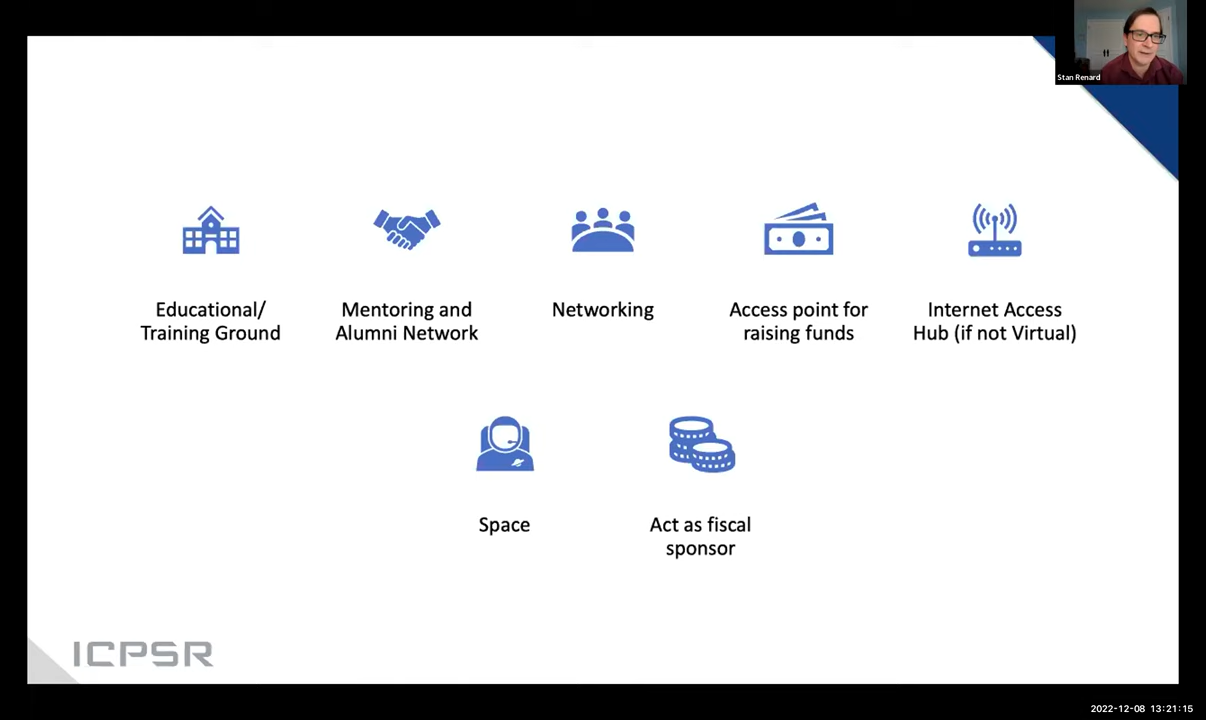 Stan Renard
Educational/
Training Ground
Mentoring and
Alumni Network
Networking
Access point for
raising funds
Internet Access
Hub (if not Virtual)
Space
Act as fiscal
sponsor
ICPSR
2022-12-08 13:21:15